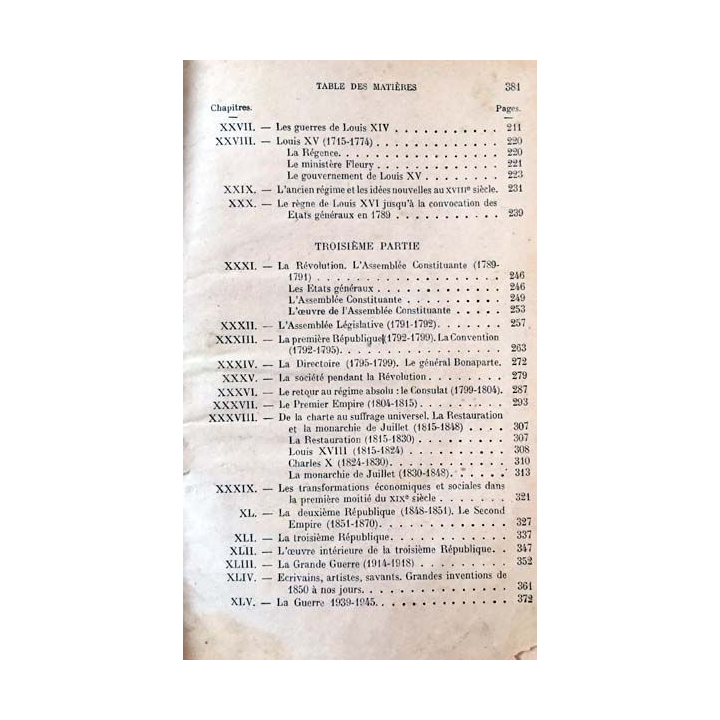 TABLE DES MATIÈRES 381
Chapitres. Pages.
XXVII. — Les guerres de Louis XIV . . . . . . . . . . . 211
XXVIII. — Louis XV (1715-1774) . . . . . . . . . . . . 220
La Régence. . . . . . . . . . . . . . . 220
Le ministère Fleury . . . . . . . . . . . 221
Le gouvernement de Louis XV . . . . . . . 223
XXIX. — L'ancien régime et les idées nouvelles au XVIIIe siècle. 231
XXX. — Le règne de Louis XVI jusqu'à la convocation des
Etats généraux en 1789 . . . . . . . . . . 239
TROISIÈME PARTIE
XXXI. — La Révolution. L'Assemblée Constituante (1789-
1791) . . . . . . . . . . . . . . . . 246
Les Etats généraux . . . . . . . . . . . 246
L'Assemblée Constituante . . . . . . . . . 249
L'œuvre de l'Assemblée Constituante . . . . . 253
XXXII. — L'Assemblée Législative (1791-1792). . . . . . . 257
XXXIII. — La première République (1792-1799). La Convention
(1792-1795). . . . . . . . . . . . . . 263
XXXIV. — La Directoire (1795-1799). Le général Bonaparte. 272
XXXV. — La société pendant la Révolution . . . . . . . . 279
XXXVI. — Le retour au régime absolu : le Consulat (1799-1804). 287
XXXVII. — Le Premier Empire (1804-1815) . . . . . . . . . 293
XXXVIII. — De la charte au suffrage universel. La Restauration
et la monarchie de Juillet (1815-1848) . . . . 307
La Restauration (1815-1830) . . . . . . . . 307
Louis XVIII (1815-1824) . . . . . . . . . 308
Charles X (1824-1830). . . . . . . . . . . 310
La monarchie de Juillet (1830-1848). . . . . . 313
XXXIX. — Les transformations économiques et sociales dans
la première moitié du XIXe siècle . . . . . . 321
XL. — La deuxième République (1848-1851). Le Second
Empire (1851-1870). . . . . . . . . . . . 327
XLI. — La troisième République. . . . . . . . . . . . 337
XLII. — L'œuvre intérieure de la troisième République. . . 347
XLIII. — La Grande Guerre (1914-1918) . . . . . . . . . 352
XLIV. — Ecrivains, artistes, savants. Grandes inventions de
1850 à nos jours. . . . . . . . . . . . . 361
XLV. — La Guerre 1939-1945. . . . . . . . . . . . . 372